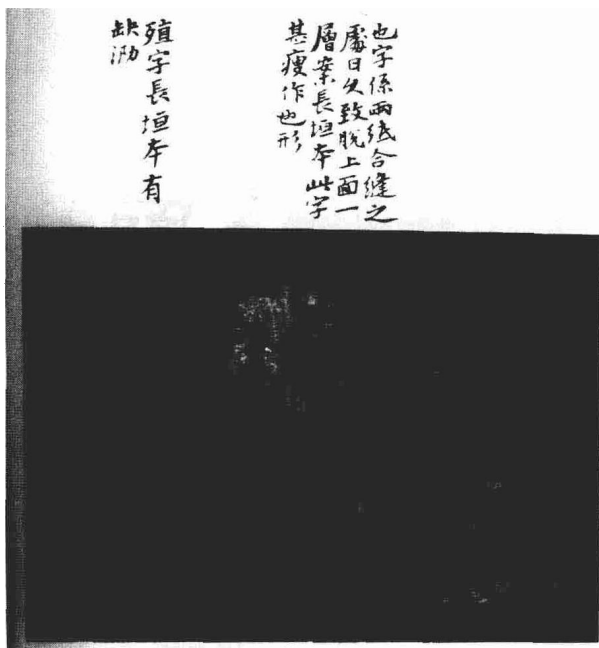 也字係兩紙合縫之
處日久致脫上面一
層案長垣本此字
甚瘦作也形
殖字長垣本有
缺泐